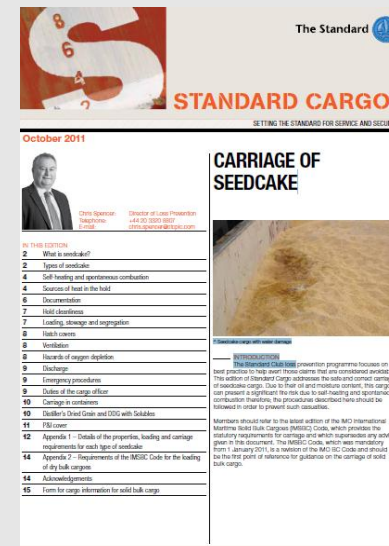 The Standard
STANDARD CARGO
SETTING THE STANDARD FOR SERVICE AND SECU
October 2011
Chris Spencer: Director of Loss Prevention
Telephone: +44 20 3320 8807
E-mail: chris.spencer@ctcplc.com
IN THIS EDITION
2 What is seedcake?
2 Types of seedcake
4 Self-heating and spontaneous combustion
4 Sources of heat in the hold
6 Documentation
7 Hold cleanliness
7 Loading, stowage and segregation
8 Hatch covers
8 Ventilation
8 Hazards of oxygen depletion
9 Discharge
9 Emergency procedures
9 Duties of the cargo officer
10 Carriage in containers
10 Distiller's Dried Grain and DDG with Solubles
11 P&I cover
12 Appendix 1 – Details of the properties, loading and carriage
requirements for each type of seedcake
14 Appendix 2 – Requirements of the IMSBC Code for the loading
of dry bulk cargoes
14 Acknowledgements
15 Form for cargo information for solid bulk cargo
CARRIAGE OF
SEEDCAKE
Seedcake cargo with water damage
INTRODUCTION
The Standard Club loss prevention programme focuses on
best practice to help avert those claims that are considered avoidab
This edition of Standard Cargo addresses the safe and correct carriag
of seedcake cargo. Due to their oil and moisture content, this cargo
can present a significant fire risk due to self-heating and spontaneous
combustion therefore, the procedures described here should be
followed in order to prevent such casualties.
Members should refer to the latest edition of the IMO International
Maritime Solid Bulk Cargoes (IMSBC) Code, which provides the
statutory requirements for carriage and which supersedes any advi
given in this document. The IMSBC Code, which was mandatory
from 1 January 2011, is a revision of the IMO BC Code and should
be the first point of reference for guidance on the carriage of solid
bulk cargo.